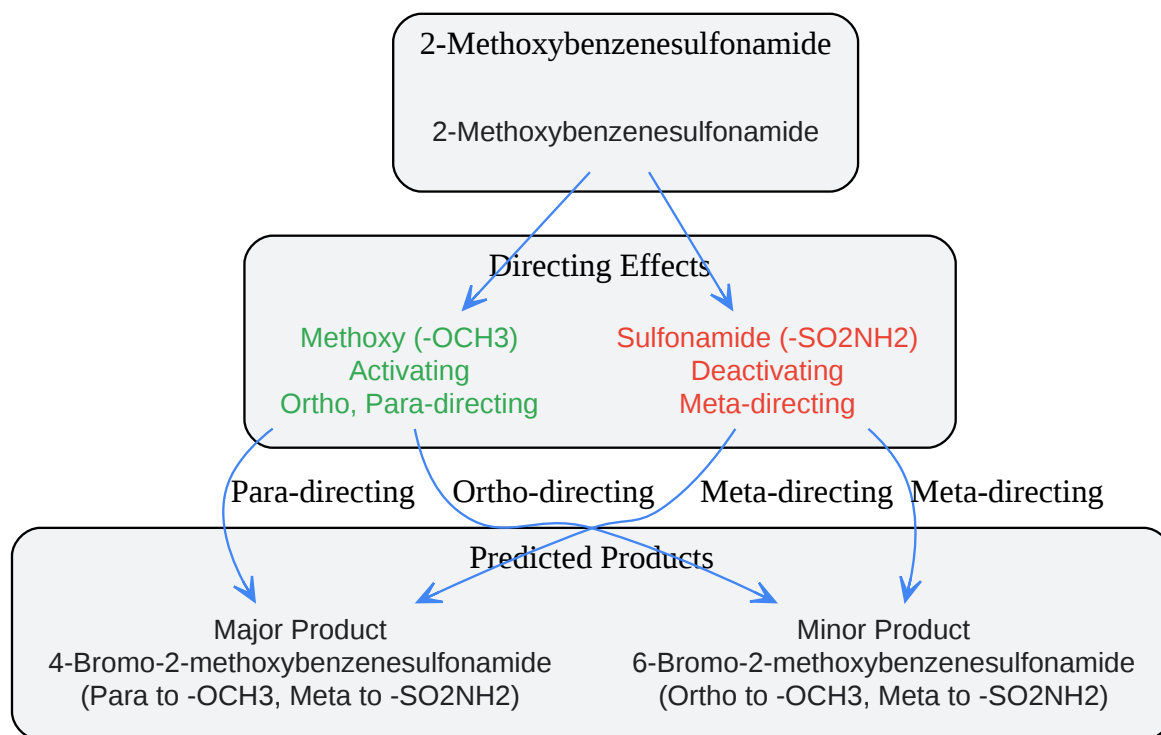 2-Methoxybenzenesulfonamide
2-Methoxybenzenesulfonamide
Directing Effects
Methoxy (-OCH3)
Activating
Ortho, Para-directing
Sulfonamide (-SO2NH2)
Deactivating
Meta-directing
Para-directing
Ortho-directing
Meta-directing
Meta-directing
Predicted Products
Major Product
4-Bromo-2-methoxybenzenesulfonamide
(Para to -OCH3, Meta to -SO2NH2)
Minor Product
6-Bromo-2-methoxybenzenesulfonamide
(Ortho to -OCH3, Meta to -SO2NH2)